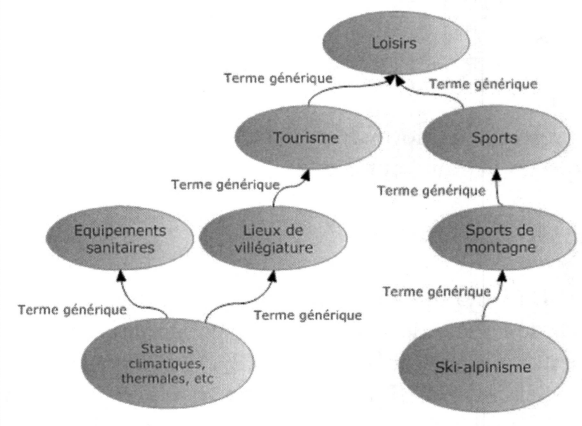 Loisirs
Terme générique
Terme générique
Tourisme
Sports
Terme générique
Terme générique
Equipements
sanitaires
Lieux de
villégiature
Sports de
montagne
Terme générique
Terme générique
Terme générique
Stations
climatiques,
thermales, etc
Ski-alpinisme